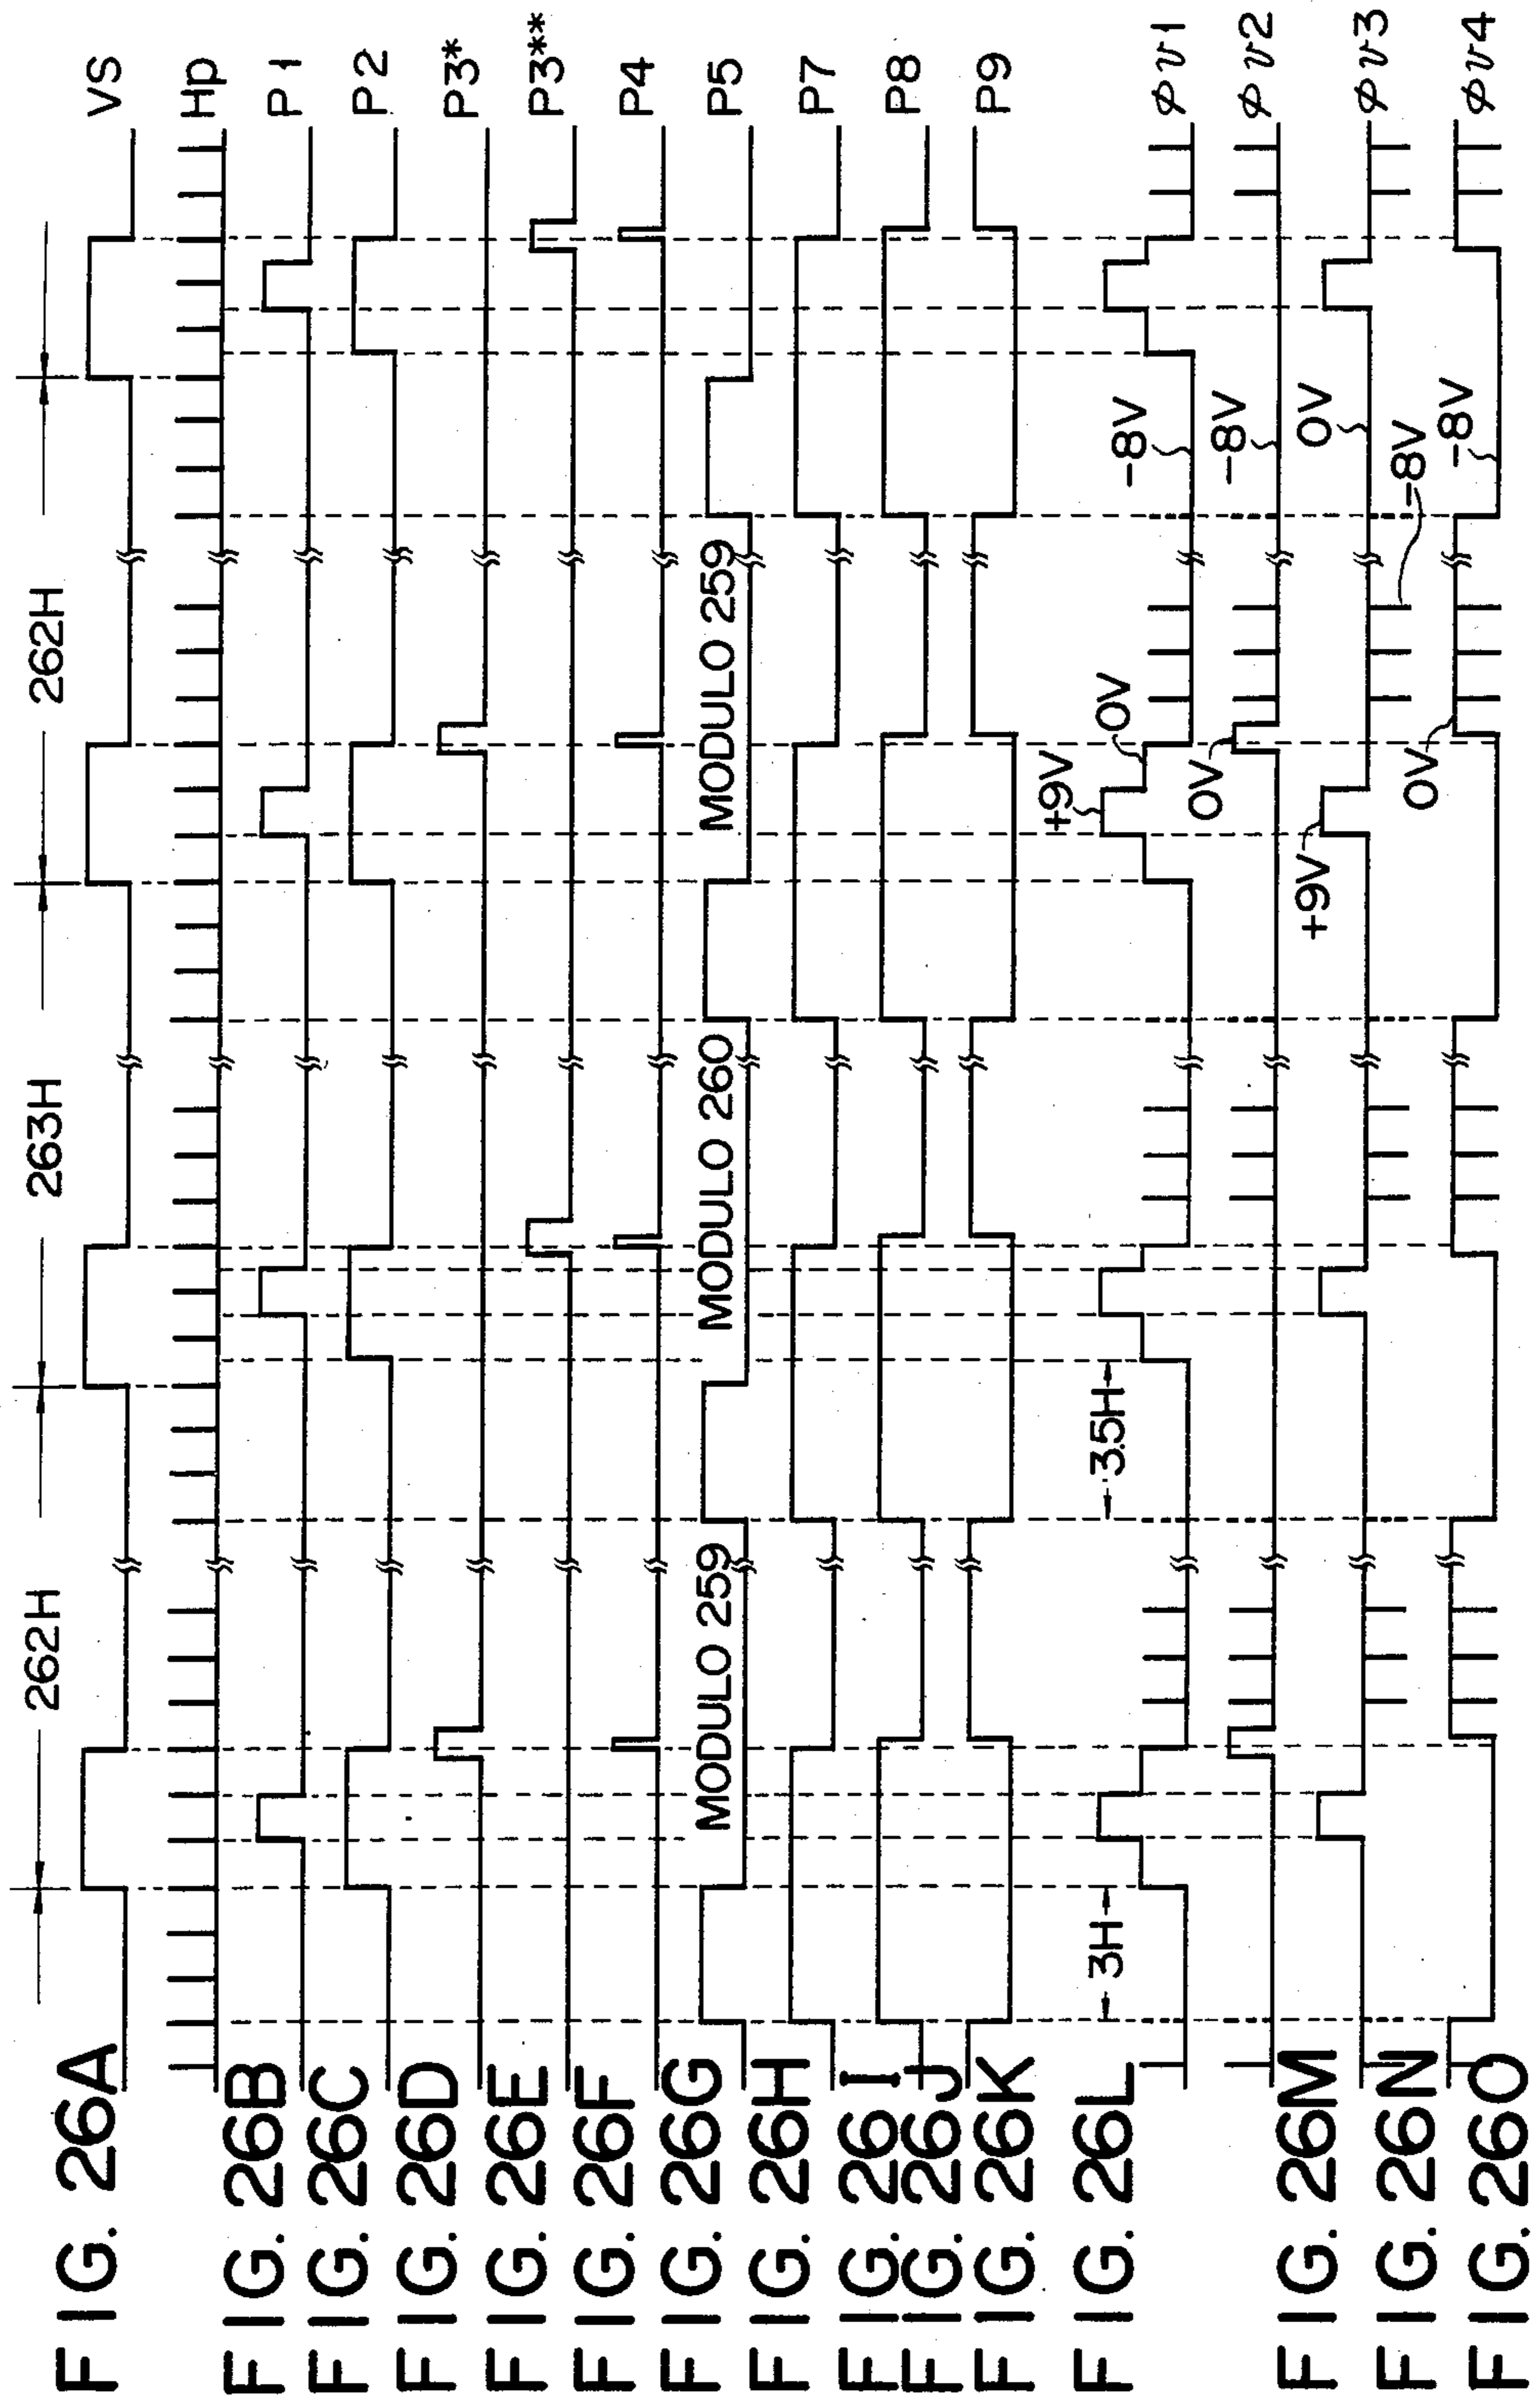 FIG. 26A
262H
263H
262H
VS
FIG. 26B
Hp
FIG. 26C
P1
FIG. 26D
P2
FIG. 26E
P3*
FIG. 26F
P3**
FIG. 26G
P4
FIG. 26H
MODULO 259
MODULO 260
MODULO 259
P5
FIG. 26I
P7
FIG. 26J
P8
FIG. 26K
P9
FIG. 26L
3H
3.5H
+9V
0V
-8V
φv1
FIG. 26M
0V
-8V
φv2
FIG. 26N
+9V
0V
-8V
φv3
FIG. 26O
0V
-8V
φv4